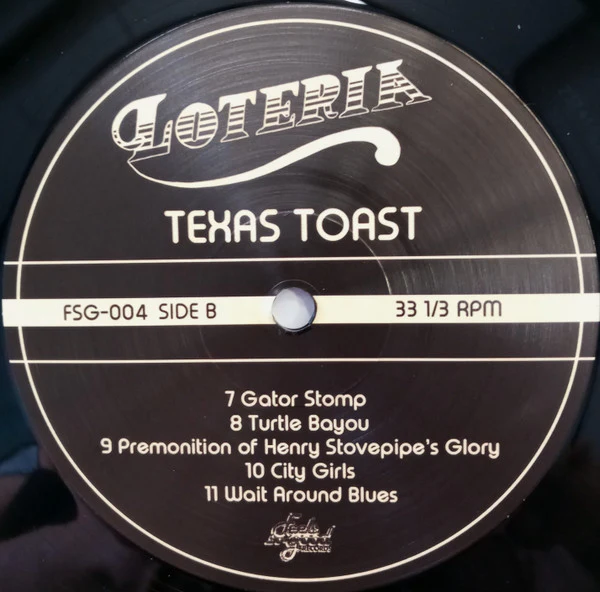 LOTERIA
TEXAS TOAST
FSG-004 SIDE B 33 1/3 RPM
7 Gator Stomp
8 Turtle Bayou
9 Premonition of Henry Stovepipe's Glory
10 City Girls
11 Wait Around Blues
RECORDS